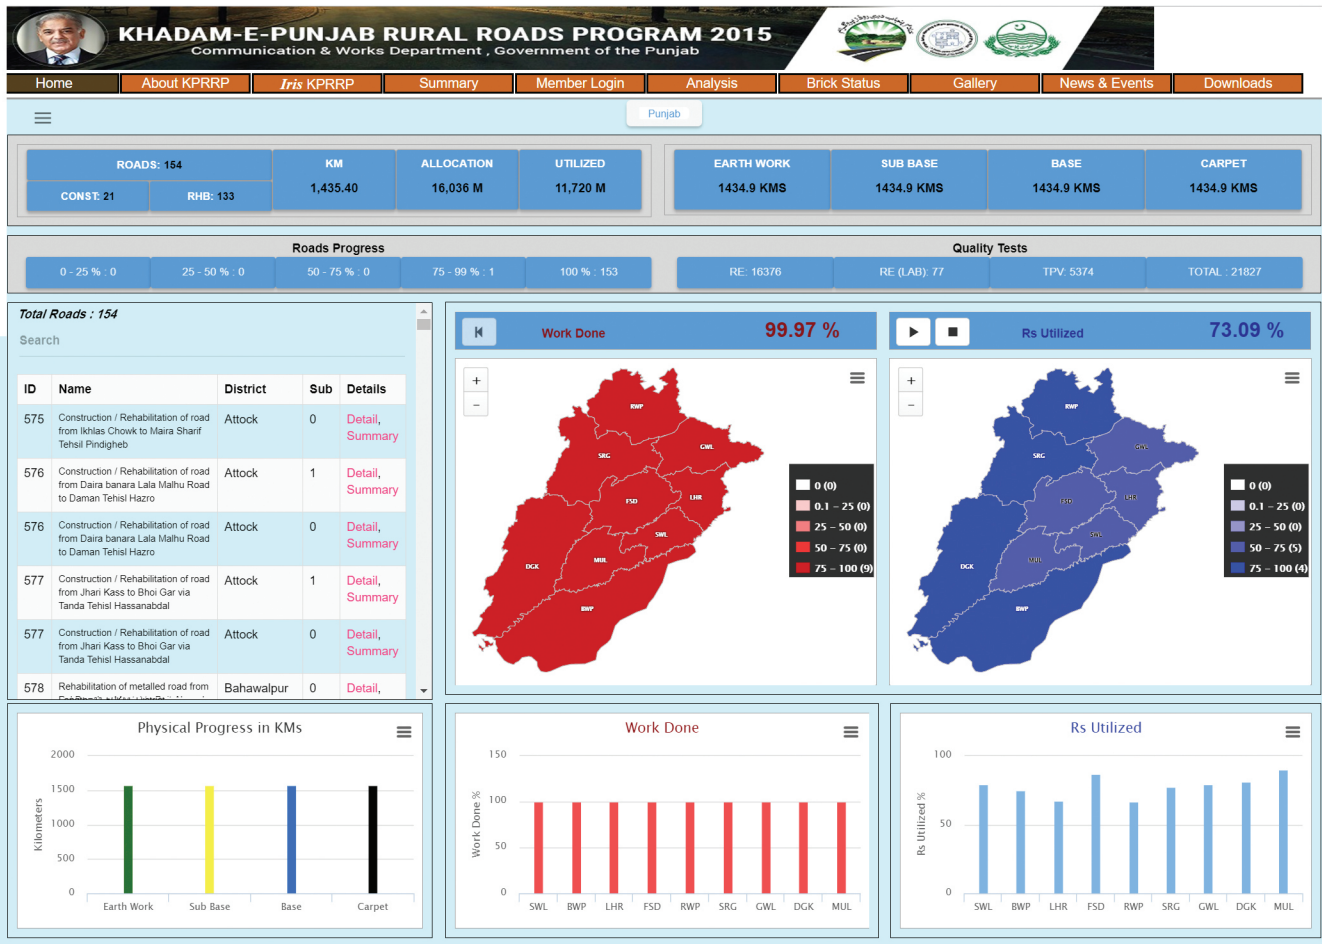 KHADAM-E-PUNJAB RURAL ROADS PROGRAM 2015
Communication & Works Department , Government of the Punjab
Home About KPRRP Iris KPRRP Summary Member Login Analysis Brick Status Gallery News & Events Downloads
Punjab
ROADS: 154
CONST: 21 RHB: 133
KM
1,435.40
ALLOCATION
16,036 M
UTILIZED
11,720 M
EARTH WORK
1434.9 KMS
SUB BASE
1434.9 KMS
BASE
1434.9 KMS
CARPET
1434.9 KMS
Roads Progress
0 - 25 % : 0 25 - 50 % : 0 50 - 75 % : 0 75 - 99 % : 1 100 % : 153
Quality Tests
RE: 16376 RE (LAB): 77 TPV: 5374 TOTAL : 21827
Total Roads : 154
Search
ID Name District Sub Details
575 Construction / Rehabilitation of road Attock 0 Detail,
from Ikhlas Chowk to Maira Sharif Summary
Tehsil Pindigheb
576 Construction / Rehabilitation of road Attock 1 Detail,
from Daira banara Lala Malhu Road Summary
to Daman Tehisl Hazro
576 Construction / Rehabilitation of road Attock 0 Detail,
from Daira banara Lala Malhu Road Summary
to Daman Tehisl Hazro
577 Construction / Rehabilitation of road Attock 1 Detail,
from Jhari Kass to Bhoi Gar via Summary
Tanda Tehisl Hassanabdal
577 Construction / Rehabilitation of road Attock 0 Detail,
from Jhari Kass to Bhoi Gar via Summary
Tanda Tehisl Hassanabdal
578 Rehabilitation of metalled road from Bahawalpur 0 Detail,
Work Done 99.97 %
+
−
RWP
GWL
SRG
LHR
FSD
SWL
MUL
DGK
BWP
0 (0)
0.1 – 25 (0)
25 – 50 (0)
50 – 75 (0)
75 – 100 (9)
Rs Utilized 73.09 %
+
−
RWP
GWL
SRG
LHR
FSD
SWL
MUL
DGK
BWP
0 (0)
0.1 – 25 (0)
25 – 50 (0)
50 – 75 (5)
75 – 100 (4)
Physical Progress in KMs
Kilometers
2000
1500
1000
500
0
Earth Work Sub Base Base Carpet
Work Done
Work Done %
150
100
50
0
SWL BWP LHR FSD RWP SRG GWL DGK MUL
Rs Utilized
Rs Utilized %
100
50
0
SWL BWP LHR FSD RWP SRG GWL DGK MUL